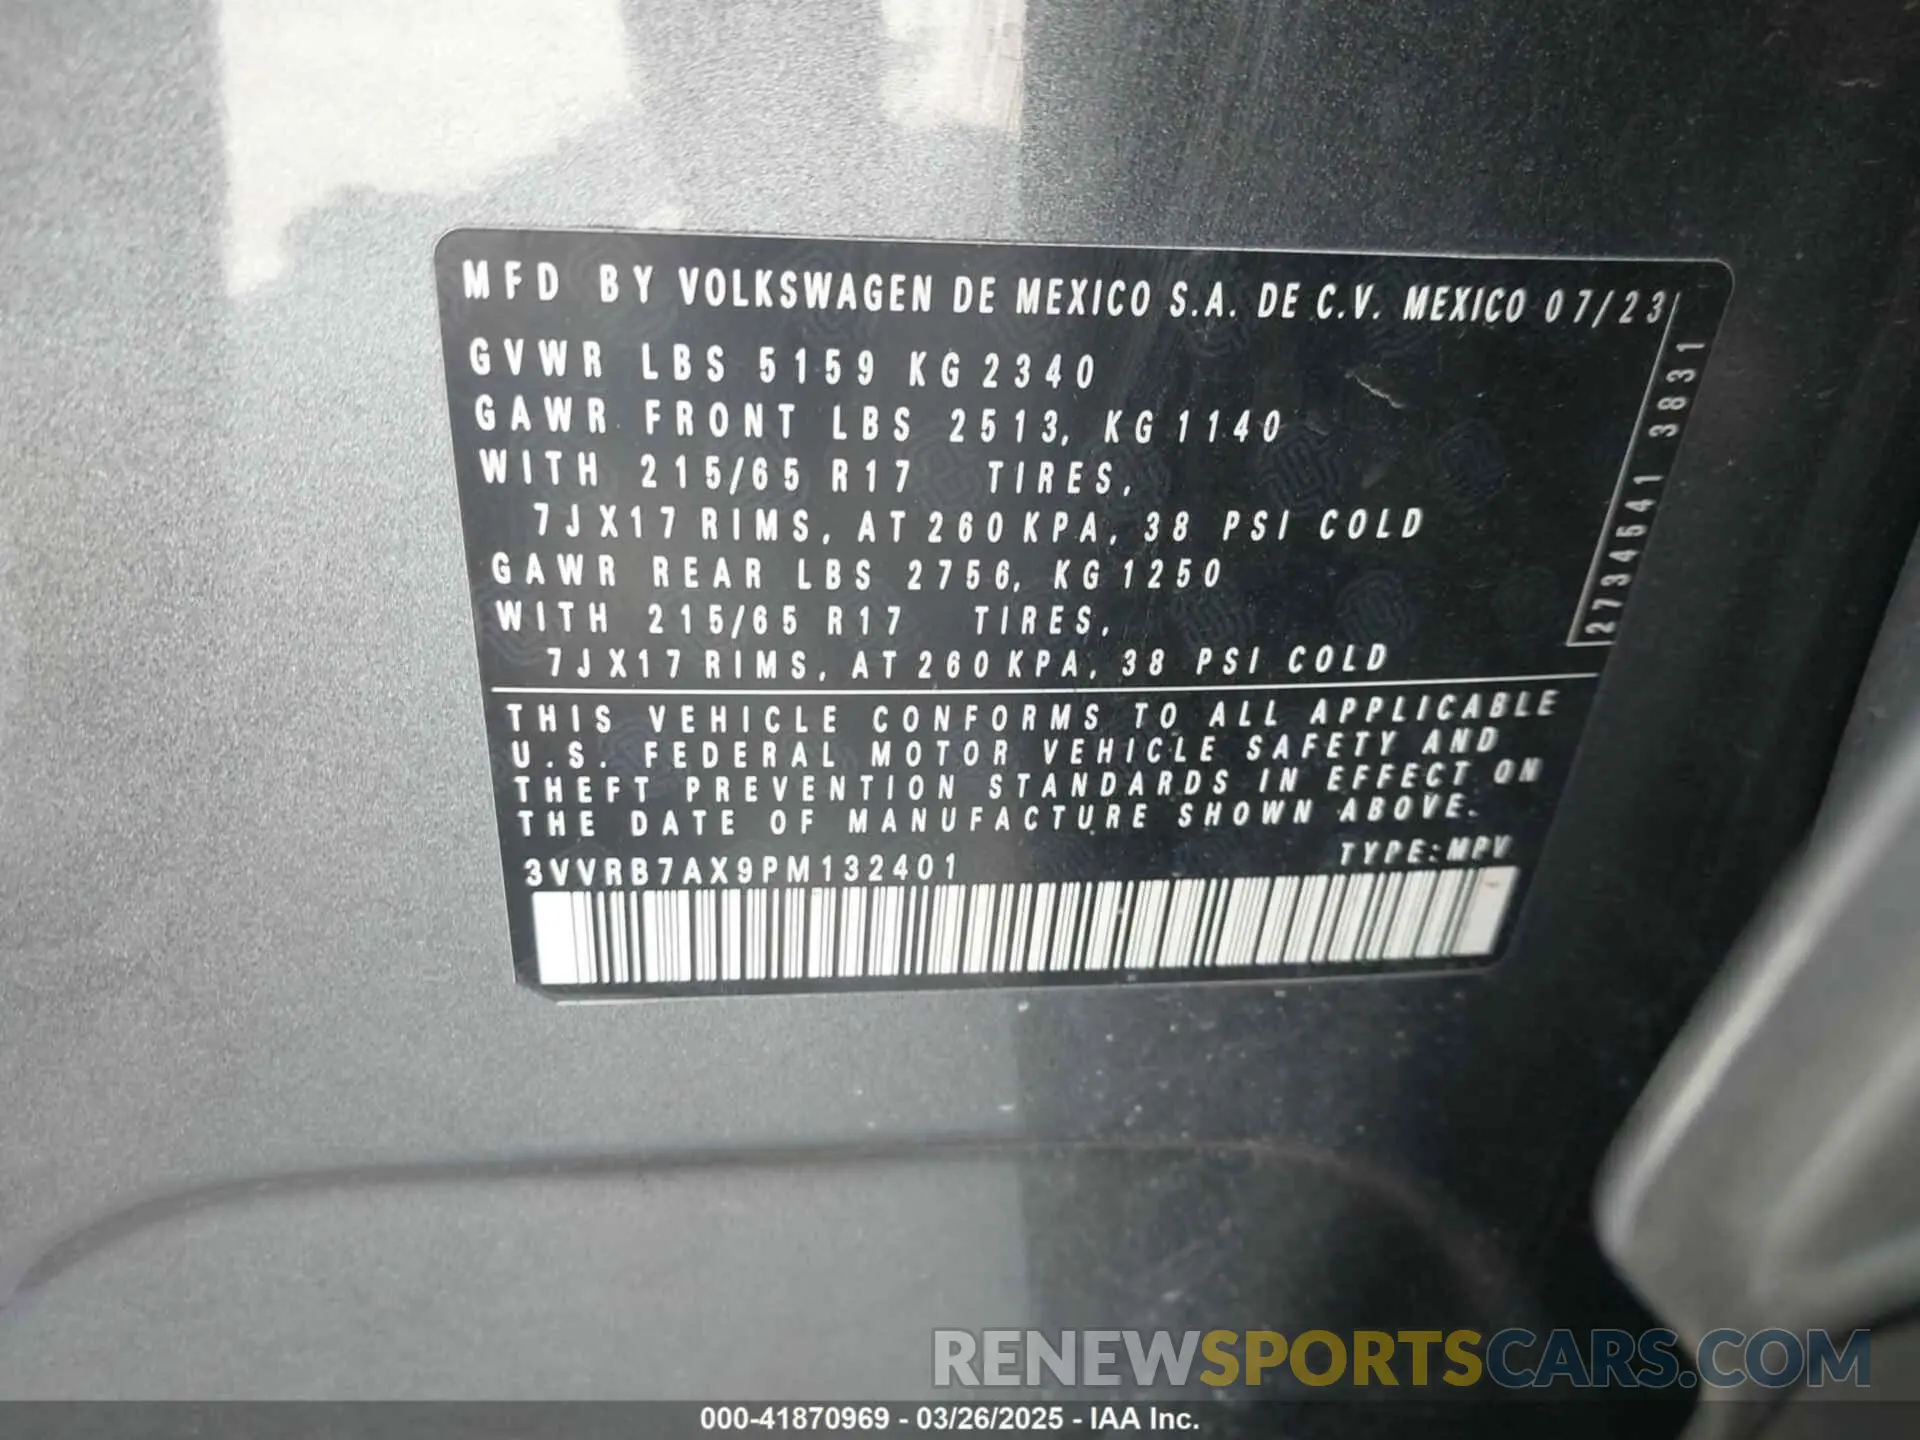 MFD BY VOLKSWAGEN DE MEXICO S.A. DE C.V. MEXICO 07/23
GVWR LBS 5159 KG 2340
GAWR FRONT LBS 2513, KG 1140
WITH 215/65 R17 TIRES,
7JX17 RIMS, AT 260 KPA, 38 PSI COLD
GAWR REAR LBS 2756, KG 1250
WITH 215/65 R17 TIRES,
7JX17 RIMS, AT 260 KPA, 38 PSI COLD
2734541 3831
THIS VEHICLE CONFORMS TO ALL APPLICABLE
U.S. FEDERAL MOTOR VEHICLE SAFETY AND
THEFT PREVENTION STANDARDS IN EFFECT ON
THE DATE OF MANUFACTURE SHOWN ABOVE.
3VVRB7AX9PM132401 TYPE:MPV
RENEWSPORTSCARS.COM
000-41870969 - 03/26/2025 - IAA Inc.